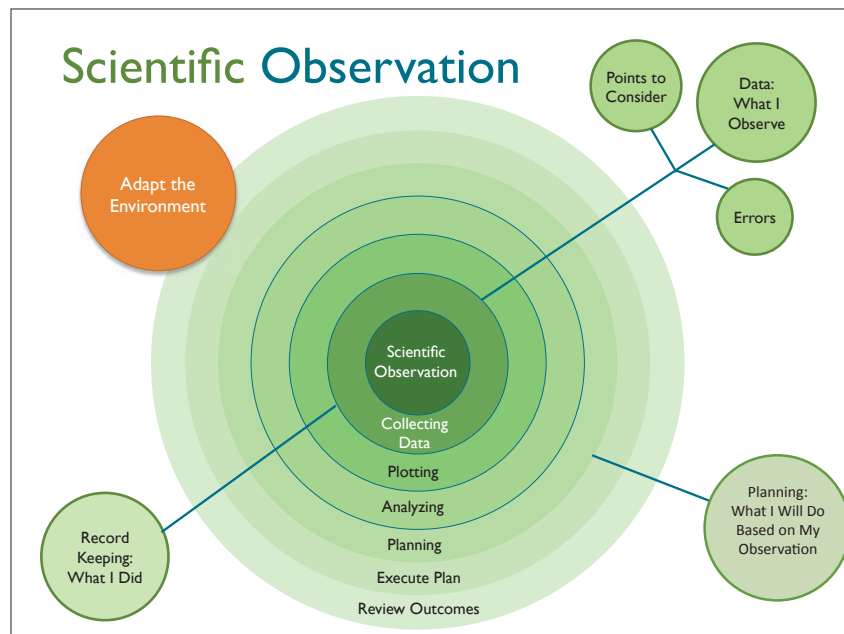 Scientific Observation
Points to
Consider
Data:
What I
Observe
Adapt the
Environment
Errors
Scientific
Observation
Collecting
Data
Plotting
Analyzing
Planning
Execute Plan
Review Outcomes
Record
Keeping:
What I Did
Planning:
What I Will Do
Based on My
Observation